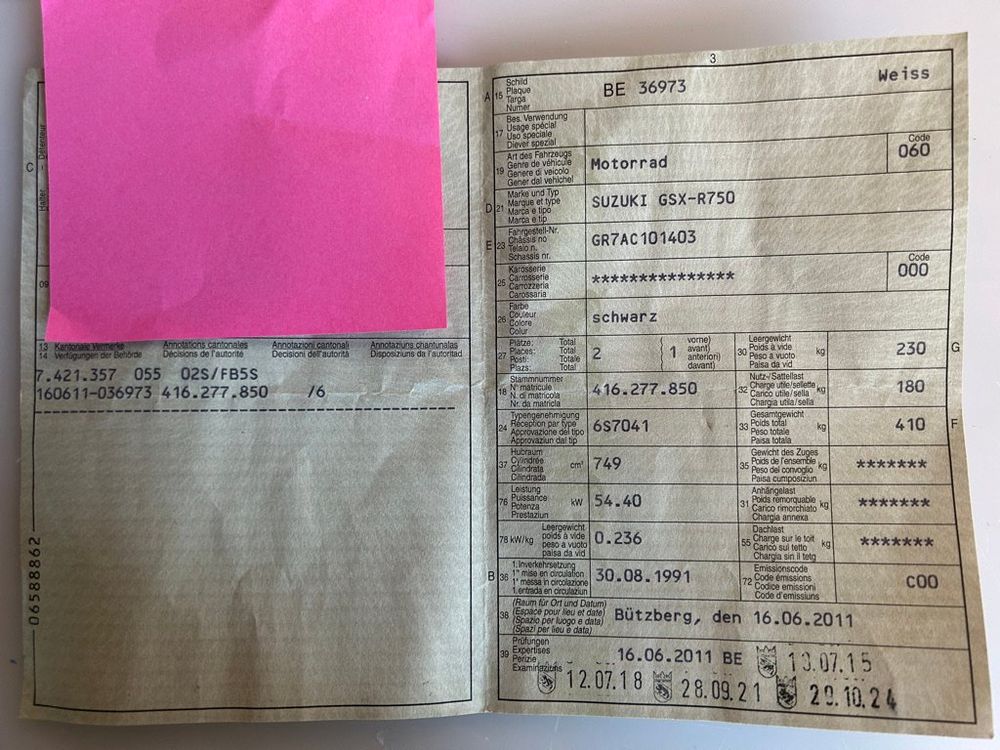 Halter - Détenteur
C
09
13 Kantonale Vermerke Annotations cantonales Annotazioni cantonali Annotaziuns chantunalas
14 Verfügungen der Behörde Décisions de l'autorité Decisioni dell'autorità Disposiziuns da l'autoritad
7.421.357 055 02S/FB5S
160611-036973 416.277.850 /6
06588862
3
A 15 Schild
Plaque
Targa
Numer
BE 36973 Weiss
17 Bes. Verwendung
Usage spécial
Uso speciale
Diever spezial
19 Art des Fahrzeugs
Genre de véhicule
Genere di veicolo
Gener dal vehichel
Motorrad
Code
060
D 21 Marke und Typ
Marque et type
Marca e tipo
Marca e tip
SUZUKI GSX-R750
E 23 Fahrgestell-Nr.
Châssis no
Telaio n.
Schassis nr.
GR7AC101403
25 Karosserie
Carrosserie
Carrozzeria
Carossaria
***************
Code
000
26 Farbe
Couleur
Colore
Colur
schwarz
27 Plätze: Total
Places: Total
Posti: Totale
Plazs: Totale
2
vorne)
avant)
anteriori)
davant)
1
30 Leergewicht
Poids à vide
Peso a vuoto
Paisa da vid
kg
230
G
18 Stammnummer
N° matricule
N. di matricola
Nr. da matricla
416.277.850
32 Nutz-/Sattellast
Charge utile/sellette
Carico utile/sella
Chargia utila/sella
kg
180
24 Typengenehmigung
Réception par type
Approvazione del tipo
Approvaziun dal tip
6S7041
33 Gesamtgewicht
Poids total
Peso totale
Paisa totala
kg
410
F
37 Hubraum
Cylindrée
Cilindrata
Cilindrada
cm³
749
35 Gewicht des Zuges
Poids de l'ensemble
Peso del convoglio
Paisa cumposiziun
kg
*******
76 Leistung
Puissance
Potenza
Prestaziun
kW
54.40
31 Anhängelast
Poids remorquable
Carico rimorchiato
Chargia annexa
kg
*******
78 kW/kg
Leergewicht
poids à vide
peso a vuoto
paisa da vid
0.236
55 Dachlast
Charge sur le toit
Carico sul tetto
Chargia sin il tetg
kg
*******
B 36 1. Inverkehrsetzung
1re mise en circulation
1a messa in circolazione
1. entrada en circulaziun
30.08.1991
72 Emissionscode
Code émissions
Codice emissioni
Code d'emissiuns
C00
38 (Raum für Ort und Datum)
(Espace pour lieu et date)
(Spazio per luogo e data)
(Spazi per lieu e data)
Bützberg, den 16.06.2011
39 Prüfungen
Expertises
Perizie
Examinaziuns
16.06.2011 BE 13.07.15
12.07.18 28.09.21 29.10.24